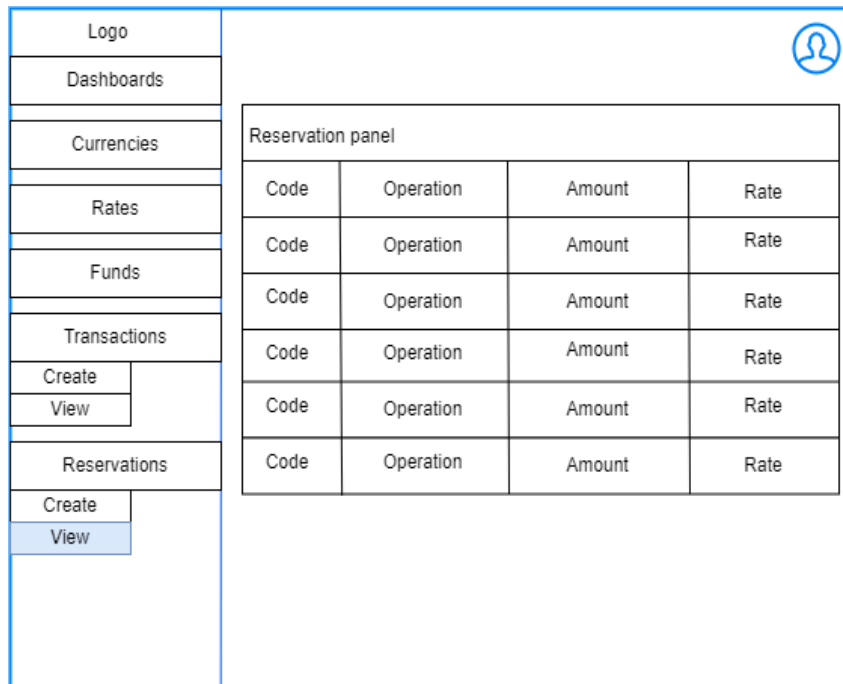 Logo
Dashboards
Currencies
Rates
Funds
Transactions
Create
View
Reservations
Create
View
Reservation panel
Code Operation Amount Rate
Code Operation Amount Rate
Code Operation Amount Rate
Code Operation Amount Rate
Code Operation Amount Rate
Code Operation Amount Rate